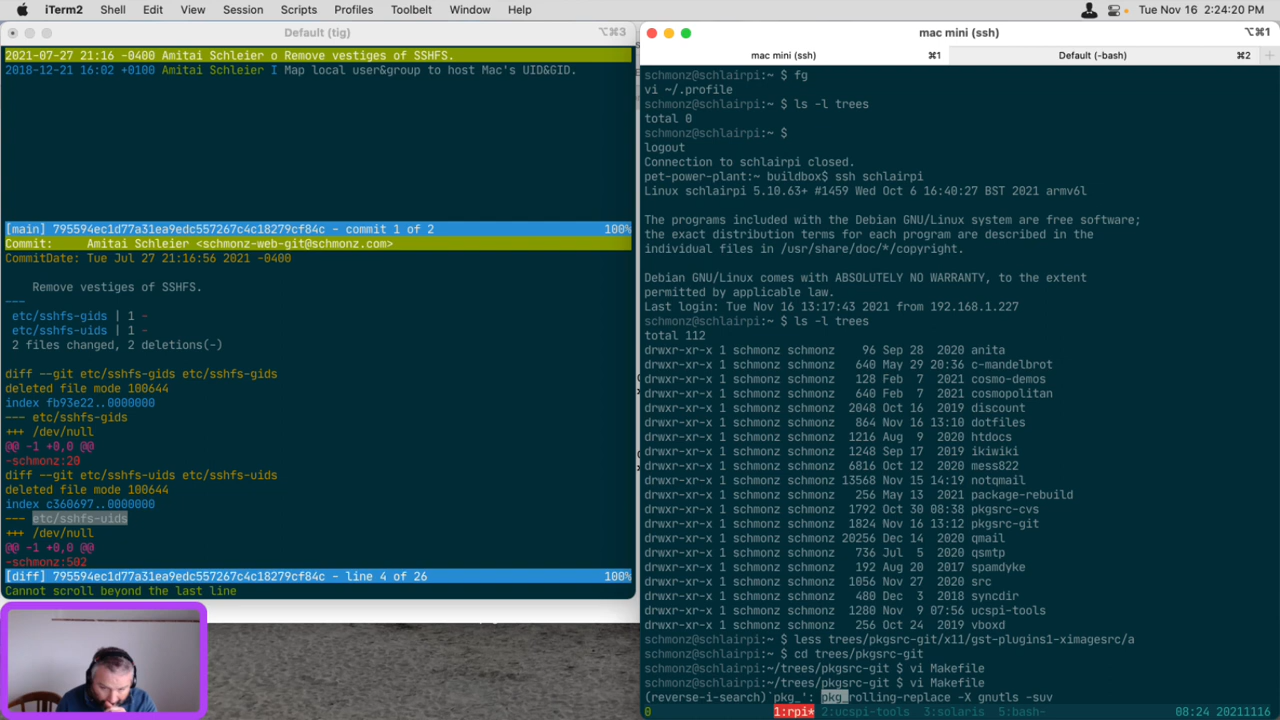 iTerm2 Shell Edit View Session Scripts Profiles Toolbelt Window Help Tue Nov 16 2:24:20 PM
Default (tig) ⌥⌘3
2021-07-27 21:16 -0400 Amitai Schleier o Remove vestiges of SSHFS.
2018-12-21 16:02 +0100 Amitai Schleier I Map local user&group to host Mac's UID&GID.
[main] 795594ec1d77a31ea9edc557267c4c18279cf84c - commit 1 of 2 100%
Commit: Amitai Schleier <schmonz-web-git@schmonz.com>
CommitDate: Tue Jul 27 21:16:56 2021 -0400
Remove vestiges of SSHFS.
---
etc/sshfs-gids | 1 -
etc/sshfs-uids | 1 -
2 files changed, 2 deletions(-)
diff --git etc/sshfs-gids etc/sshfs-gids
deleted file mode 100644
index fb93e22..0000000
--- etc/sshfs-gids
+++ /dev/null
@@ -1 +0,0 @@
-schmonz:20
diff --git etc/sshfs-uids etc/sshfs-uids
deleted file mode 100644
index c360697..0000000
--- etc/sshfs-uids
+++ /dev/null
@@ -1 +0,0 @@
-schmonz:502
[diff] 795594ec1d77a31ea9edc557267c4c18279cf84c - line 4 of 26 100%
Cannot scroll beyond the last line
mac mini (ssh) ⌥⌘1
mac mini (ssh) ⌘1 Default (-bash) ⌘2
schmonz@schlairpi:~ $ fg
vi ~/.profile
schmonz@schlairpi:~ $ ls -l trees
total 0
schmonz@schlairpi:~ $
logout
Connection to schlairpi closed.
pet-power-plant:~ buildbox$ ssh schlairpi
Linux schlairpi 5.10.63+ #1459 Wed Oct 6 16:40:27 BST 2021 armv6l
The programs included with the Debian GNU/Linux system are free software;
the exact distribution terms for each program are described in the
individual files in /usr/share/doc/*/copyright.
Debian GNU/Linux comes with ABSOLUTELY NO WARRANTY, to the extent
permitted by applicable law.
Last login: Tue Nov 16 13:17:43 2021 from 192.168.1.227
schmonz@schlairpi:~ $ ls -l trees
total 112
drwxr-xr-x 1 schmonz schmonz 96 Sep 28 2020 anita
drwxr-xr-x 1 schmonz schmonz 640 May 29 20:36 c-mandelbrot
drwxr-xr-x 1 schmonz schmonz 128 Feb 7 2021 cosmo-demos
drwxr-xr-x 1 schmonz schmonz 640 Feb 7 2021 cosmopolitan
drwxr-xr-x 1 schmonz schmonz 2048 Oct 16 2019 discount
drwxr-xr-x 1 schmonz schmonz 864 Nov 16 13:10 dotfiles
drwxr-xr-x 1 schmonz schmonz 1216 Aug 9 2020 htdocs
drwxr-xr-x 1 schmonz schmonz 1248 Sep 17 2019 ikiwiki
drwxr-xr-x 1 schmonz schmonz 6816 Oct 12 2020 mess822
drwxr-xr-x 1 schmonz schmonz 13568 Nov 15 14:19 notqmail
drwxr-xr-x 1 schmonz schmonz 256 May 13 2021 package-rebuild
drwxr-xr-x 1 schmonz schmonz 1792 Oct 30 08:38 pkgsrc-cvs
drwxr-xr-x 1 schmonz schmonz 1824 Nov 16 13:12 pkgsrc-git
drwxr-xr-x 1 schmonz schmonz 20256 Dec 14 2020 qmail
drwxr-xr-x 1 schmonz schmonz 736 Jul 5 2020 qsmtp
drwxr-xr-x 1 schmonz schmonz 192 Aug 20 2017 spamdyke
drwxr-xr-x 1 schmonz schmonz 1056 Nov 27 2020 src
drwxr-xr-x 1 schmonz schmonz 480 Dec 3 2018 syncdir
drwxr-xr-x 1 schmonz schmonz 1280 Nov 9 07:56 ucspi-tools
drwxr-xr-x 1 schmonz schmonz 256 Oct 24 2019 vboxd
schmonz@schlairpi:~ $ less trees/pkgsrc-git/x11/gst-plugins1-ximagesrc/a
schmonz@schlairpi:~ $ cd trees/pkgsrc-git
schmonz@schlairpi:~/trees/pkgsrc-git $ vi Makefile
schmonz@schlairpi:~/trees/pkgsrc-git $ vi Makefile
(reverse-i-search)`pkg_': pkg_rolling-replace -X gnutls -suv
0 1:rpi* 2:ucspi-tools 3:solaris 5:bash- 08:24 20211116